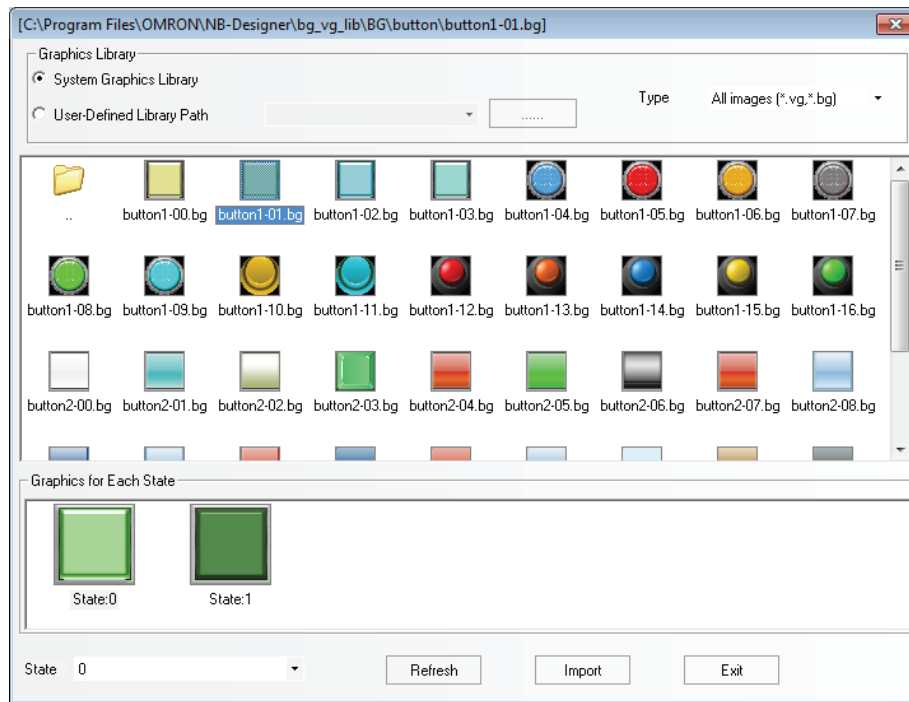 [C:\Program Files\OMRON\NB-Designer\bg_vg_lib\BG\button\button1-01.bg]
Graphics Library
System Graphics Library
User-Defined Library Path ...... Type All images (*.vg,*.bg)
.. button1-00.bg button1-01.bg button1-02.bg button1-03.bg button1-04.bg button1-05.bg button1-06.bg button1-07.bg
button1-08.bg button1-09.bg button1-10.bg button1-11.bg button1-12.bg button1-13.bg button1-14.bg button1-15.bg button1-16.bg
button2-00.bg button2-01.bg button2-02.bg button2-03.bg button2-04.bg button2-05.bg button2-06.bg button2-07.bg button2-08.bg
Graphics for Each State
State:0 State:1
State 0 Refresh Import Exit